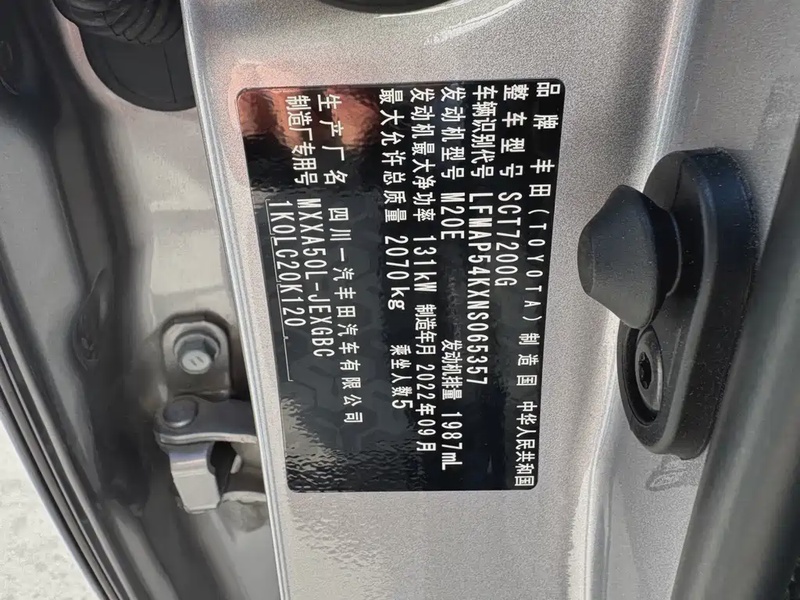 品牌 丰田(TOYOTA) 制造国 中华人民共和国
整车型号 SCT7200G
车辆识别代号 LFMAP54KXNS065357
发动机型号 M20E 发动机排量 1987mL
发动机最大净功率 131kW 制造年月 2022年09月
最大允许总质量 2070kg 乘坐人数5
生产厂名 四川一汽丰田汽车有限公司
制造厂专用号 MXXA50L-JEXGBC
1K0LC20K120